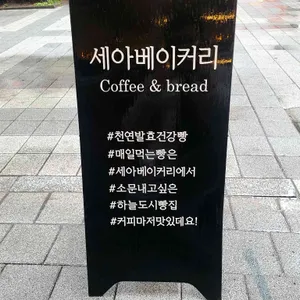 세아베이커리
Coffee & bread
#천연발효건강빵
#매일먹는빵은
#세아베이커리에서
#소문내고싶은
#하늘도시빵집
#커피마저맛있데요!